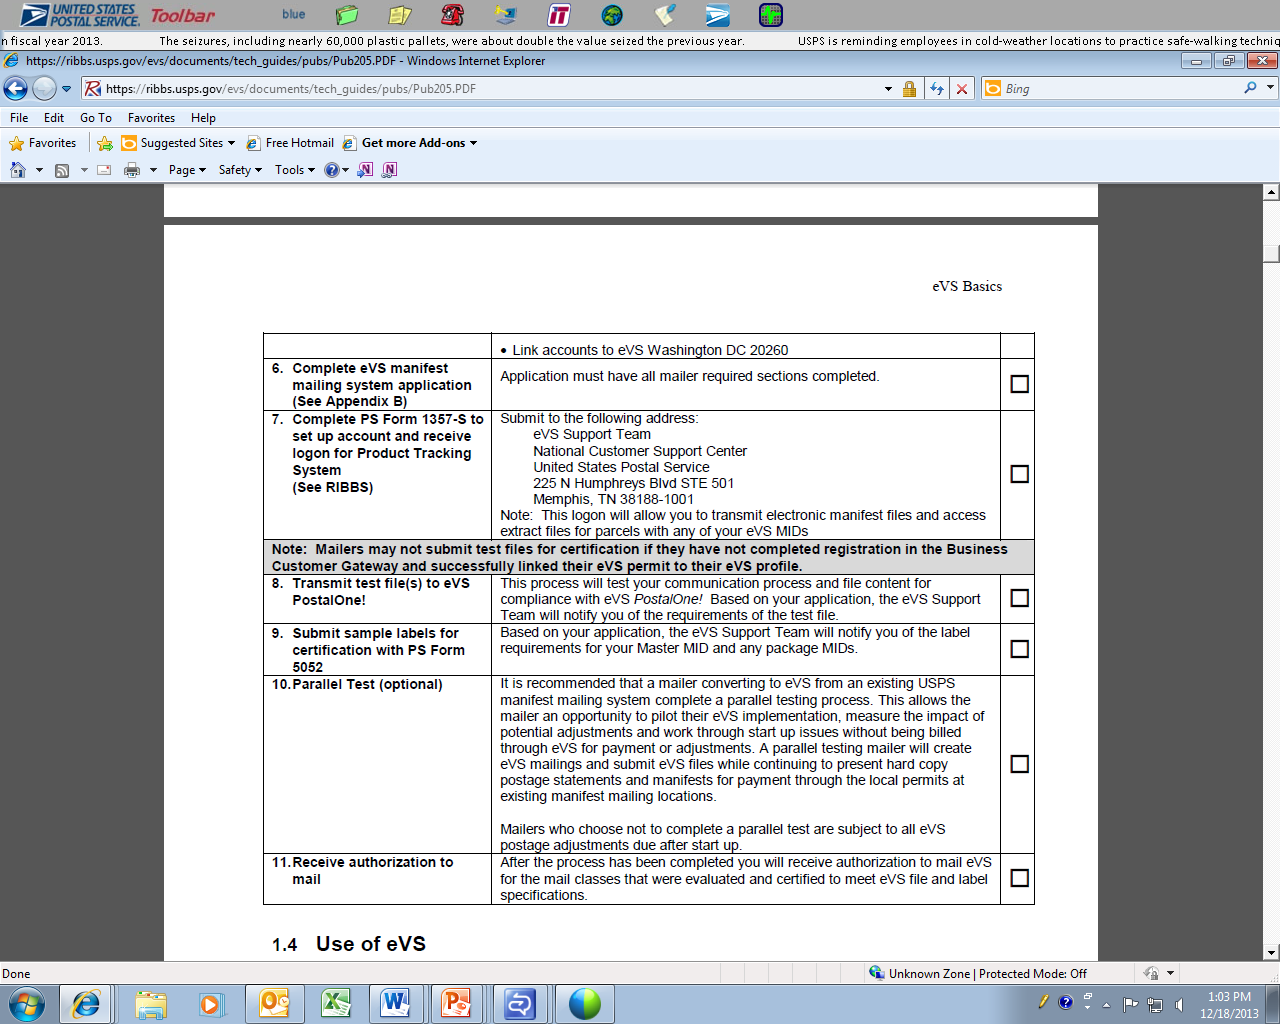 UNITED STATES
POSTAL SERVICE. Toolbar blue
n fiscal year 2013. The seizures, including nearly 60,000 plastic pallets, were about double the value seized the previous year. USPS is reminding employees in cold-weather locations to practice safe-walking techniq
https://ribbs.usps.gov/evs/documents/tech_guides/pubs/Pub205.PDF - Windows Internet Explorer
https://ribbs.usps.gov/evs/documents/tech_guides/pubs/Pub205.PDF Bing
File Edit Go To Favorites Help
Favorites Suggested Sites Free Hotmail Get more Add-ons
Page Safety Tools
eVS Basics
• Link accounts to eVS Washington DC 20260
6. Complete eVS manifest
mailing system application
(See Appendix B)
Application must have all mailer required sections completed.
7. Complete PS Form 1357-S to
set up account and receive
logon for Product Tracking
System
(See RIBBS)
Submit to the following address:
eVS Support Team
National Customer Support Center
United States Postal Service
225 N Humphreys Blvd STE 501
Memphis, TN 38188-1001
Note: This logon will allow you to transmit electronic manifest files and access
extract files for parcels with any of your eVS MIDs
Note: Mailers may not submit test files for certification if they have not completed registration in the Business
Customer Gateway and successfully linked their eVS permit to their eVS profile.
8. Transmit test file(s) to eVS
PostalOne!
This process will test your communication process and file content for
compliance with eVS PostalOne! Based on your application, the eVS Support
Team will notify you of the requirements of the test file.
9. Submit sample labels for
certification with PS Form
5052
Based on your application, the eVS Support Team will notify you of the label
requirements for your Master MID and any package MIDs.
10. Parallel Test (optional)
It is recommended that a mailer converting to eVS from an existing USPS
manifest mailing system complete a parallel testing process. This allows the
mailer an opportunity to pilot their eVS implementation, measure the impact of
potential adjustments and work through start up issues without being billed
through eVS for payment or adjustments. A parallel testing mailer will create
eVS mailings and submit eVS files while continuing to present hard copy
postage statements and manifests for payment through the local permits at
existing manifest mailing locations.
Mailers who choose not to complete a parallel test are subject to all eVS
postage adjustments due after start up.
11. Receive authorization to
mail
After the process has been completed you will receive authorization to mail eVS
for the mail classes that were evaluated and certified to meet eVS file and label
specifications.
1.4 Use of eVS
Done Unknown Zone | Protected Mode: Off
1:03 PM
12/18/2013